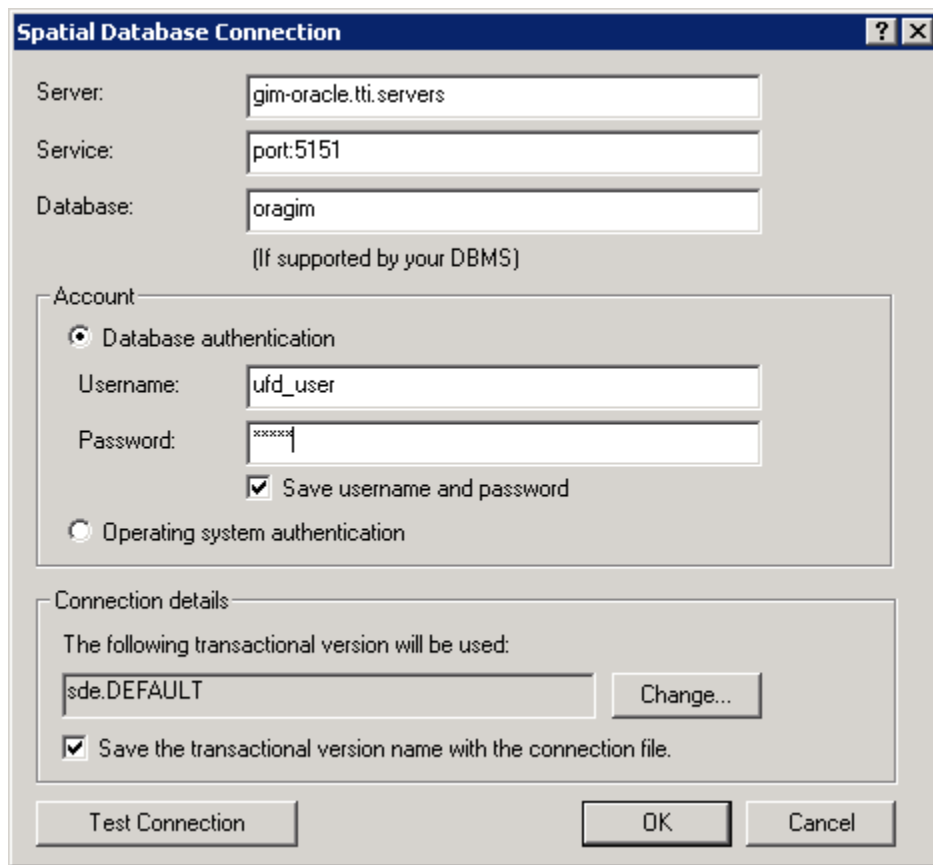 Spatial Database Connection ? X
Server: gim-oracle.tti.servers
Service: port:5151
Database: oragim
(If supported by your DBMS)
Account
Database authentication
Username: ufd_user
Password: *****
Save username and password
Operating system authentication
Connection details
The following transactional version will be used:
sde.DEFAULT Change...
Save the transactional version name with the connection file.
Test Connection OK Cancel